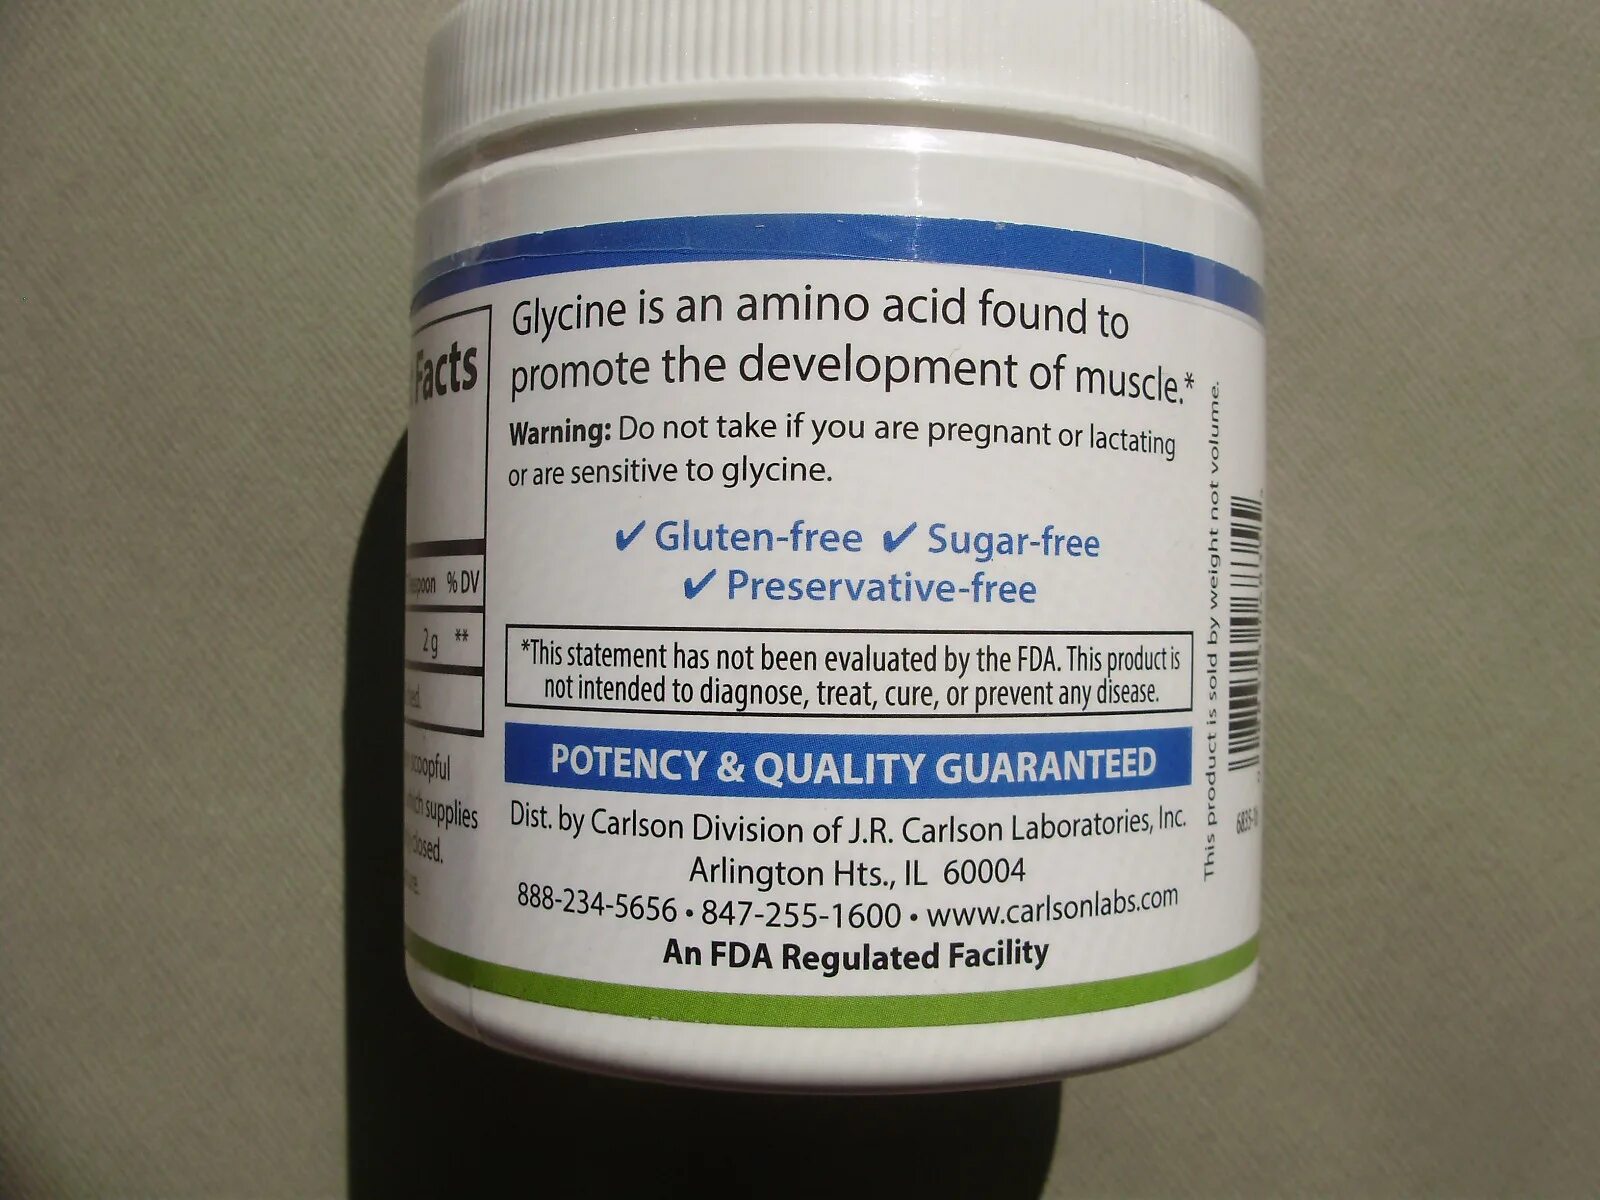 Facts
% DV
2 g **
scoopful
supplies
Glycine is an amino acid found to
promote the development of muscle.*
Warning: Do not take if you are pregnant or lactating
or are sensitive to glycine.
✔ Gluten-free ✔ Sugar-free
✔ Preservative-free
*This statement has not been evaluated by the FDA. This product is
not intended to diagnose, treat, cure, or prevent any disease.
POTENCY & QUALITY GUARANTEED
Dist. by Carlson Division of J.R. Carlson Laboratories, Inc.
Arlington Hts., IL 60004
888-234-5656 • 847-255-1600 • www.carlsonlabs.com
An FDA Regulated Facility
This product is sold by weight not volume.